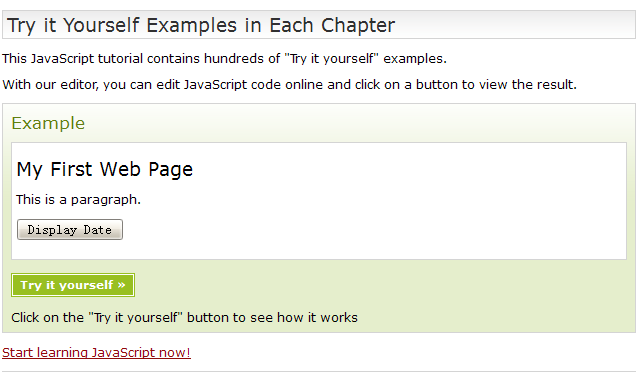 Try it Yourself Examples in Each Chapter
This JavaScript tutorial contains hundreds of "Try it yourself" examples.
With our editor, you can edit JavaScript code online and click on a button to view the result.
Example
My First Web Page
This is a paragraph.
Display Date
Try it yourself »
Click on the "Try it yourself" button to see how it works
Start learning JavaScript now!